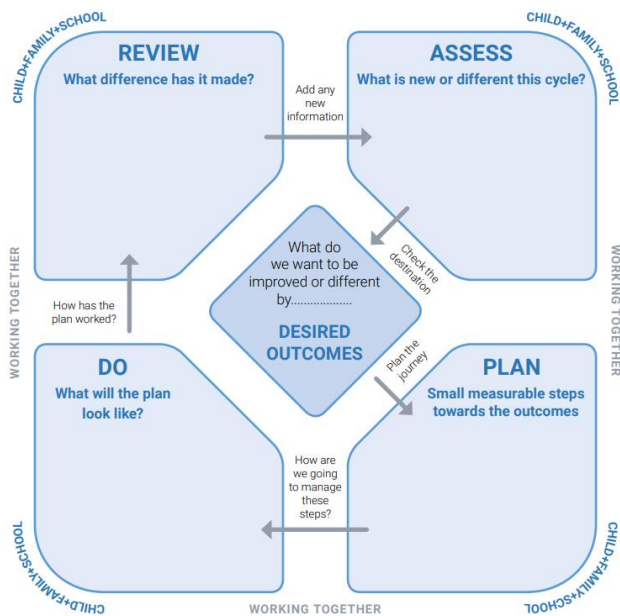 CHILD+FAMILY+SCHOOL
CHILD+FAMILY+SCHOOL
REVIEW
What difference has it made?
Add any
new
information
ASSESS
What is new or different this cycle?
WORKING TOGETHER
What do
we want to be
improved or different
by...................
DESIRED
OUTCOMES
Check the
destination
WORKING TOGETHER
How has the
plan worked?
Plan the
journey
DO
What will the plan
look like?
PLAN
Small measurable steps
towards the outcomes
How are
we going
to manage
these
steps?
CHILD+FAMILY+SCHOOL
CHILD+FAMILY+SCHOOL
WORKING TOGETHER